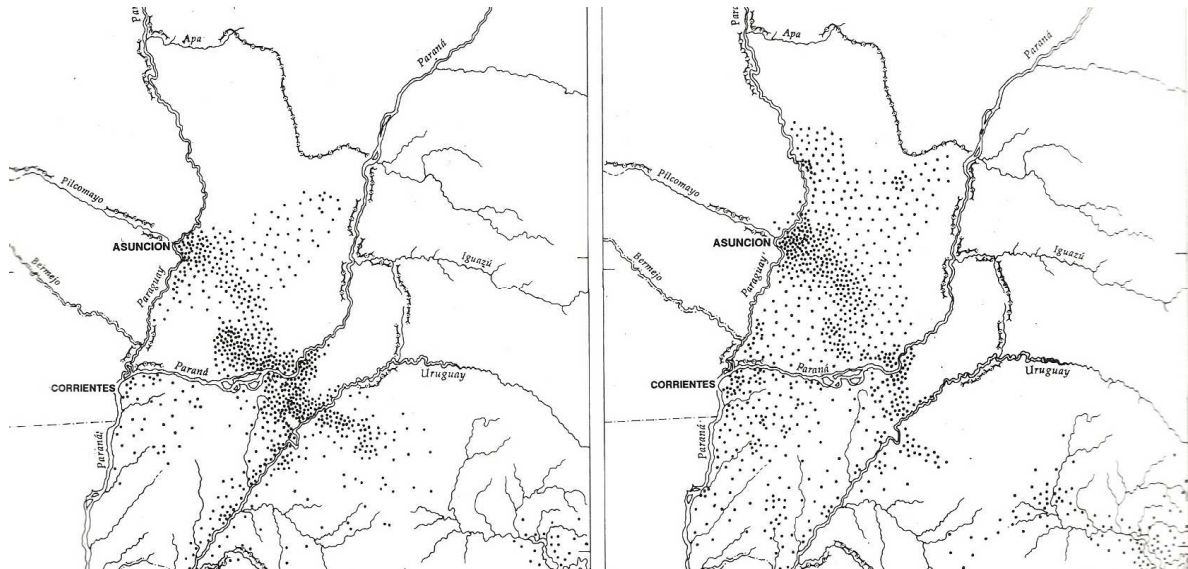 Apa
Paraná
Pilcomayo
ASUNCION
Bermejo
Paraguay
Iguazú
Paraná
CORRIENTES
Uruguay
Paraná
Apa
Paraná
Pilcomayo
ASUNCION
Bermejo
Paraguay
Iguazú
Paraná
CORRIENTES
Uruguay
Paraná